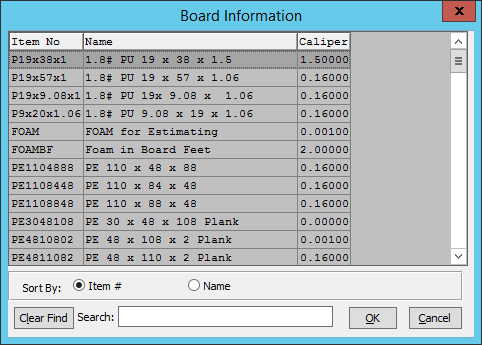 Board Information
x
Item No Name Caliper
P19x38x1 1.8# PU 19 x 38 x 1.5 1.50000
P19x57x1 1.8# PU 19 x 57 x 1.06 0.16000
P19x9.08x1 1.8# PU 19x 9.08 x 1.06 0.16000
P9x20x1.06 1.8# PU 9.08 x 19 x 1.06 0.16000
FOAM FOAM for Estimating 0.00100
FOAMBF Foam in Board Feet 2.00000
PE1104888 PE 110 x 48 x 88 0.16000
PE1108448 PE 110 x 84 x 48 0.16000
PE1108848 PE 110 x 88 x 48 0.16000
PE3048108 PE 30 x 48 x 108 Plank 0.00100
PE4810802 PE 48 x 108 x 2 Plank 0.00100
PE4811082 PE 48 x 110 x 2 Plank 0.16000
Sort By: Item # Name
Clear Find Search: OK Cancel